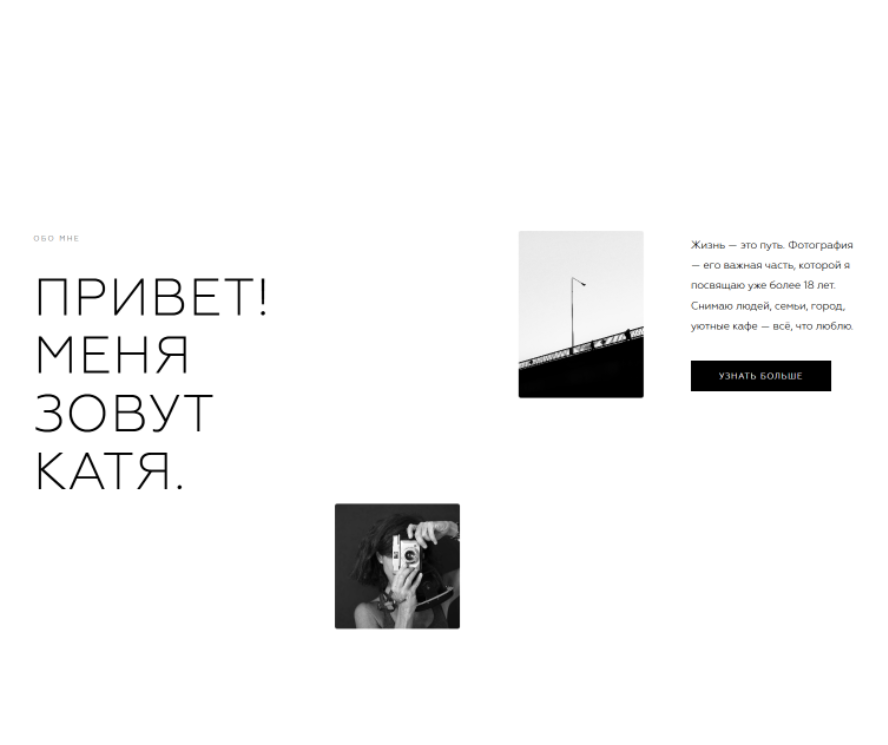 ОБО МНЕ
ПРИВЕТ!
МЕНЯ
ЗОВУТ
КАТЯ.
Жизнь — это путь. Фотография
— его важная часть, которой я
посвящаю уже более 18 лет.
Снимаю людей, семьи, город,
уютные кафе — всё, что люблю.
УЗНАТЬ БОЛЬШЕ